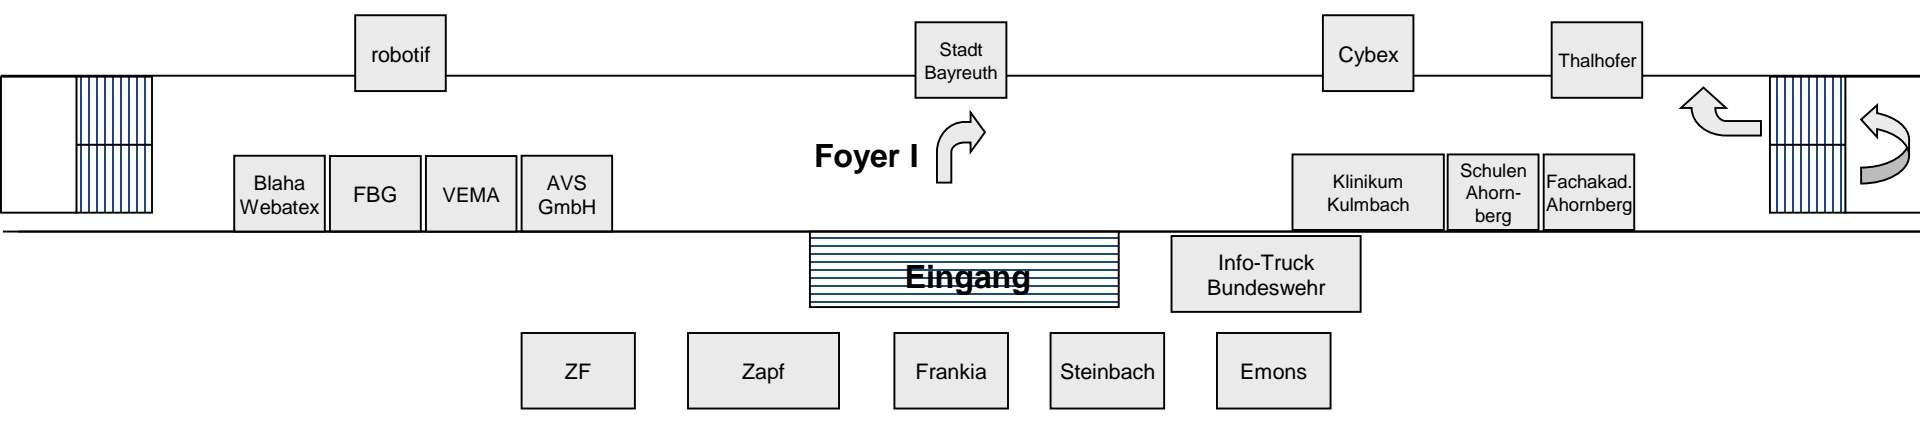 robotif
Stadt
Bayreuth
Cybex
Thalhofer
Foyer I
Blaha
Webatex
FBG
VEMA
AVS
GmbH
Klinikum
Kulmbach
Schulen
Ahorn-
berg
Fachakad.
Ahornberg
Eingang
Info-Truck
Bundeswehr
ZF
Zapf
Frankia
Steinbach
Emons